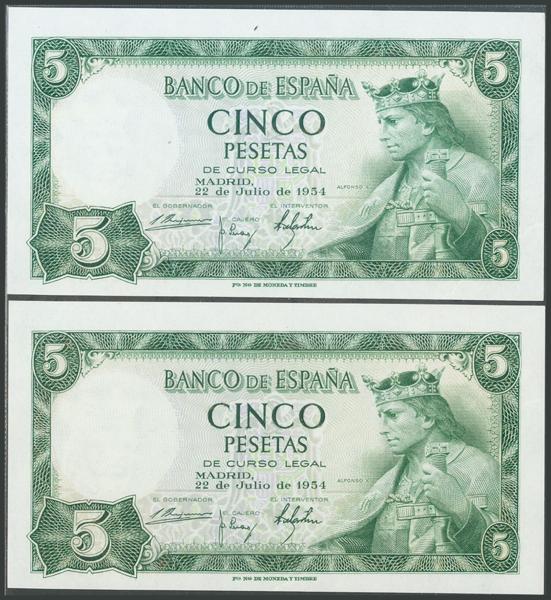 5 5
BANCO DE ESPAÑA
CINCO
PESETAS
DE CURSO LEGAL
MADRID,
22 de Julio de 1954
ALFONSO X
EL GOBERNADOR EL CAJERO EL INTERVENTOR
5 5
FCA. NAL. DE MONEDA Y TIMBRE
5 5
BANCO DE ESPAÑA
CINCO
PESETAS
DE CURSO LEGAL
MADRID,
22 de Julio de 1954
ALFONSO X
EL GOBERNADOR EL CAJERO EL INTERVENTOR
5 5
FCA. NAL. DE MONEDA Y TIMBRE